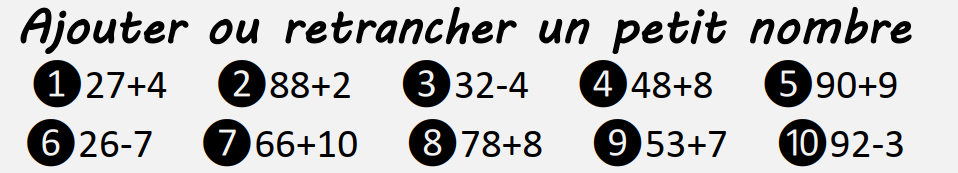 Ajouter ou retrancher un petit nombre
1 27+4 2 88+2 3 32-4 4 48+8 5 90+9
6 26-7 7 66+10 8 78+8 9 53+7 10 92-3